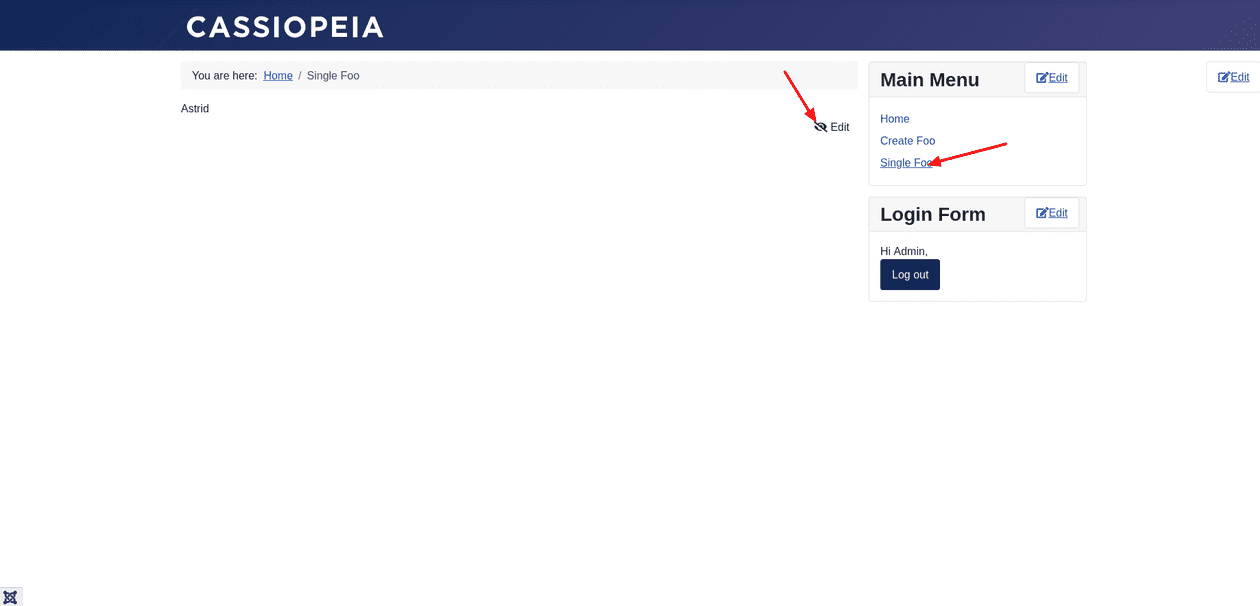 CASSIOPEIA
You are here: Home / Single Foo
Astrid
Edit
Main Menu
Edit
Home
Create Foo
Single Foo
Login Form
Edit
Hi Admin,
Log out
Edit